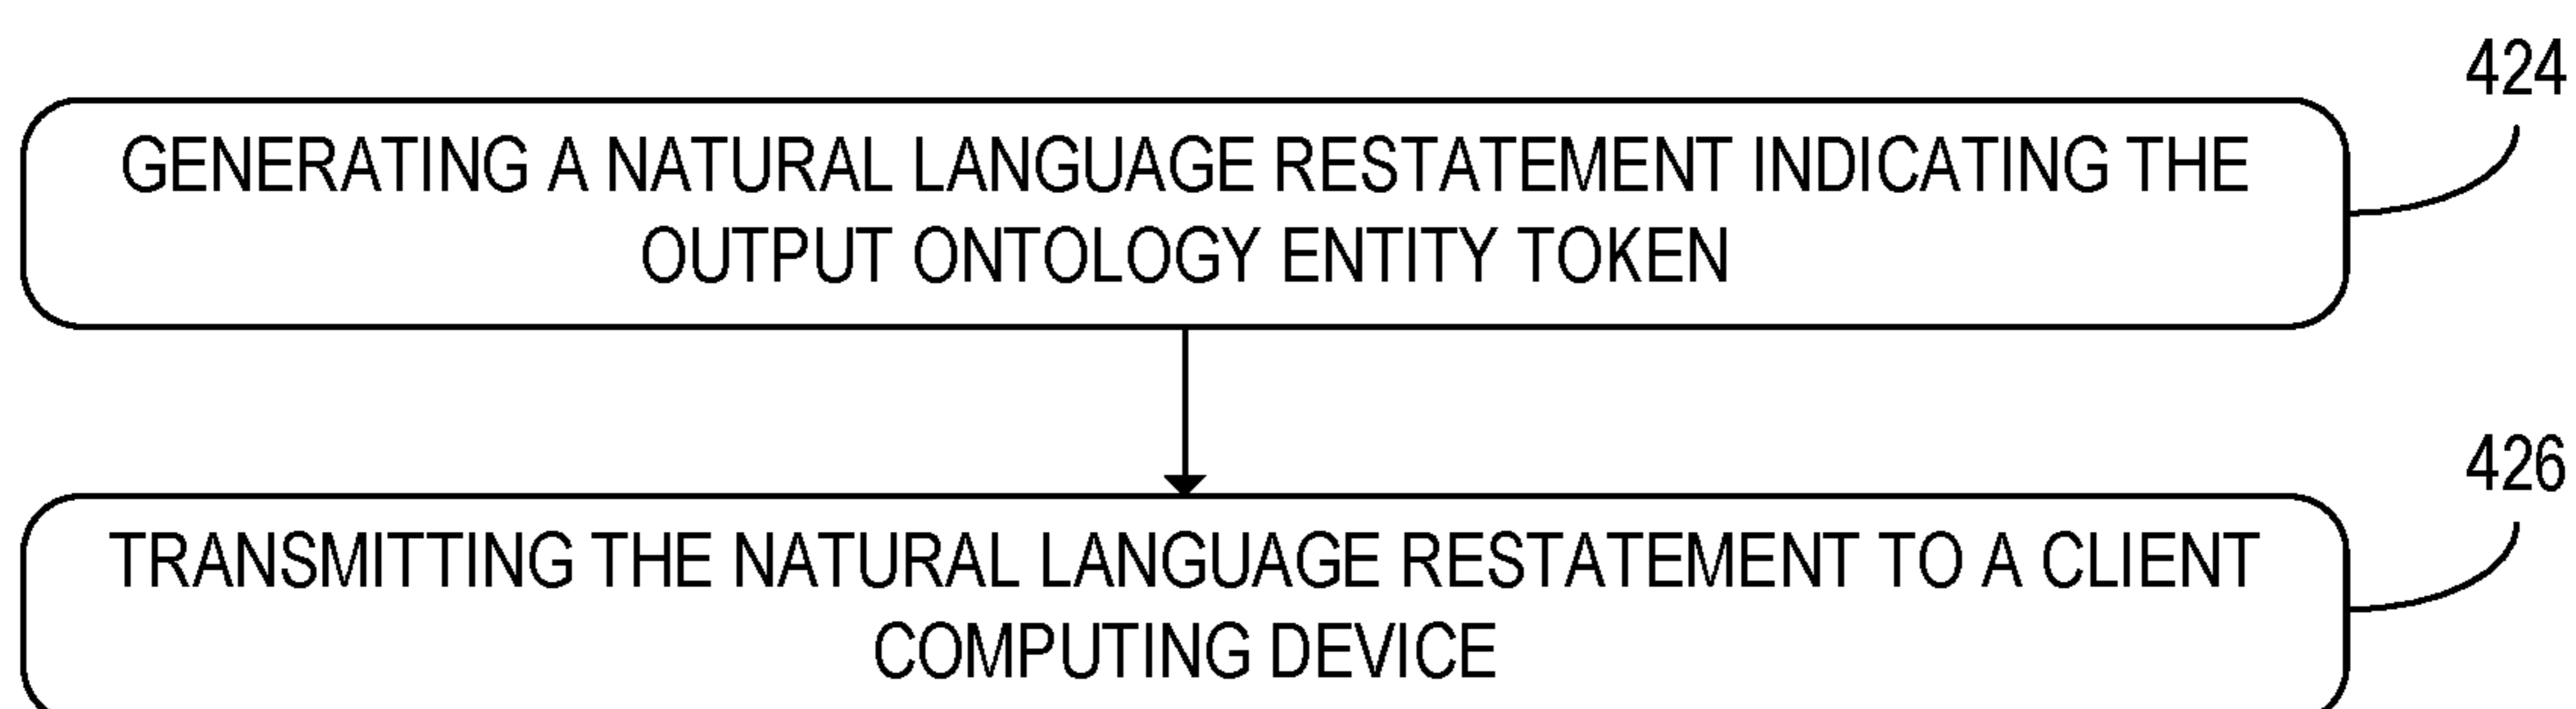 424
GENERATING A NATURAL LANGUAGE RESTATEMENT INDICATING THE
OUTPUT ONTOLOGY ENTITY TOKEN
426
TRANSMITTING THE NATURAL LANGUAGE RESTATEMENT TO A CLIENT
COMPUTING DEVICE